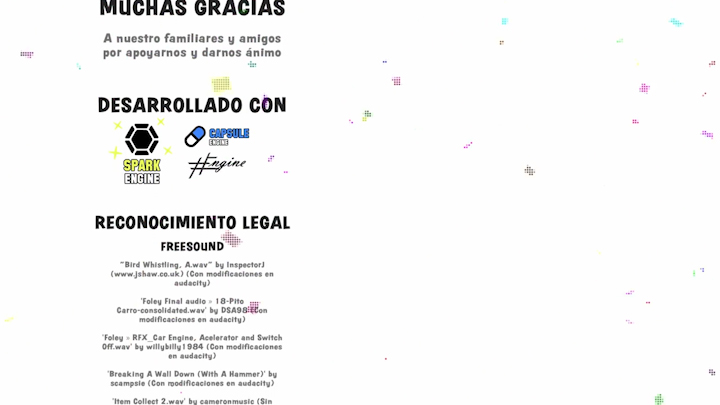 MUCHAS GRACIAS
A nuestro familiares y amigos
por apoyarnos y darnos ánimo
DESARROLLADO CON
SPARK
ENGINE
CAPSULE
ENGINE
#Engine
RECONOCIMIENTO LEGAL
FREESOUND
"Bird Whistling, A.wav" by InspectorJ
(www.jshaw.co.uk) (Con modificaciones en
audacity)
'Foley Final audio » 18-Pito
Carro-consolidated.wav' by DSA98 (Con
modificaciones en audacity)
'Foley » RFX_Car Engine, Acelerator and Switch
Off.wav' by willybilly1984 (Con modificaciones
en audacity)
'Breaking A Wall Down (With A Hammer)' by
scampsie (Con modificaciones en audacity)
'Item Collect 2.wav' by cameronmusic (Sin